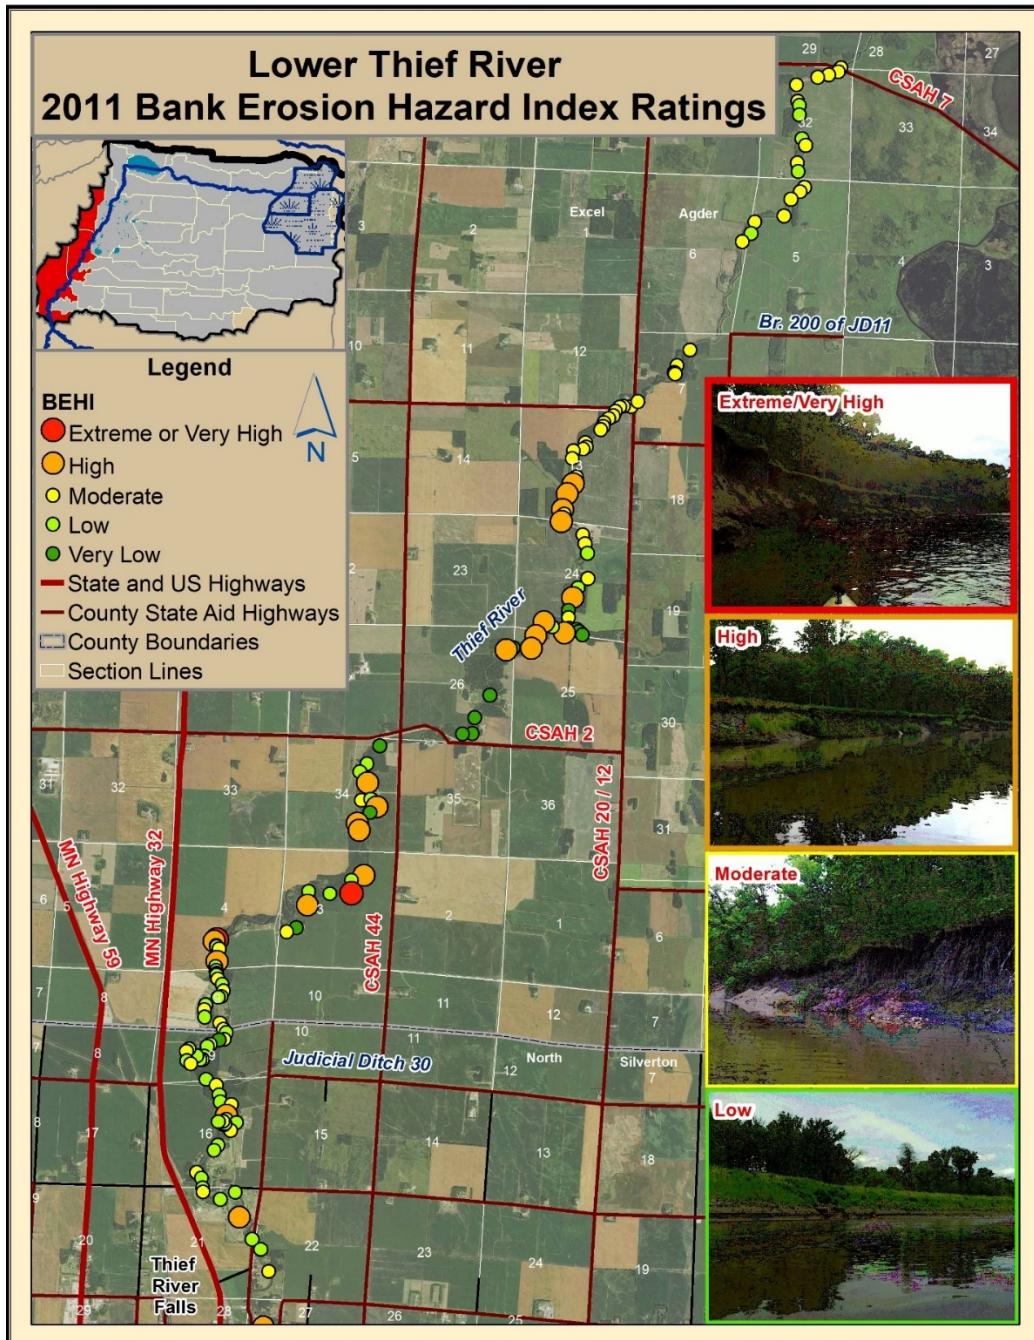 Lower Thief River
2011 Bank Erosion Hazard Index Ratings
Legend
BEHI
Extreme or Very High
High
Moderate
Low
Very Low
State and US Highways
County State Aid Highways
County Boundaries
Section Lines
N
29
28
27
CSAH 7
32
33
34
3
2
Excel
1
Agder
6
5
4
3
Br. 200 of JD11
10
11
12
7
Extreme/Very High
5
14
13
18
2
23
24
19
Thief River
26
25
30
High
CSAH 2
31
32
33
34
35
36
31
CSAH 20 / 12
MN Highway 59
MN Highway 32
CSAH 44
Moderate
6
5
4
3
2
1
6
7
8
10
11
12
7
8
9
10
11
North
12
Silverton
7
Judicial Ditch 30
8
17
16
15
14
13
18
Low
9
20
21
22
23
24
19
Thief
River
Falls
29
28
27
26
25
30